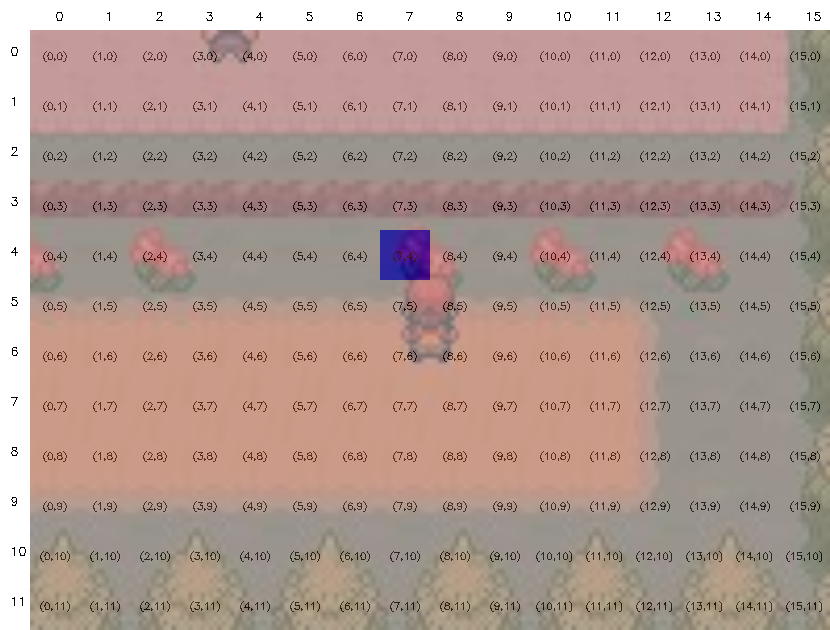 0 1 2 3 4 5 6 7 8 9 10 11 12 13 14 15
0 (0,0) (1,0) (2,0) (3,0) (4,0) (5,0) (6,0) (7,0) (8,0) (9,0) (10,0) (11,0) (12,0) (13,0) (14,0) (15,0)
1 (0,1) (1,1) (2,1) (3,1) (4,1) (5,1) (6,1) (7,1) (8,1) (9,1) (10,1) (11,1) (12,1) (13,1) (14,1) (15,1)
2 (0,2) (1,2) (2,2) (3,2) (4,2) (5,2) (6,2) (7,2) (8,2) (9,2) (10,2) (11,2) (12,2) (13,2) (14,2) (15,2)
3 (0,3) (1,3) (2,3) (3,3) (4,3) (5,3) (6,3) (7,3) (8,3) (9,3) (10,3) (11,3) (12,3) (13,3) (14,3) (15,3)
4 (0,4) (1,4) (2,4) (3,4) (4,4) (5,4) (6,4) (7,4) (8,4) (9,4) (10,4) (11,4) (12,4) (13,4) (14,4) (15,4)
5 (0,5) (1,5) (2,5) (3,5) (4,5) (5,5) (6,5) (7,5) (8,5) (9,5) (10,5) (11,5) (12,5) (13,5) (14,5) (15,5)
6 (0,6) (1,6) (2,6) (3,6) (4,6) (5,6) (6,6) (7,6) (8,6) (9,6) (10,6) (11,6) (12,6) (13,6) (14,6) (15,6)
7 (0,7) (1,7) (2,7) (3,7) (4,7) (5,7) (6,7) (7,7) (8,7) (9,7) (10,7) (11,7) (12,7) (13,7) (14,7) (15,7)
8 (0,8) (1,8) (2,8) (3,8) (4,8) (5,8) (6,8) (7,8) (8,8) (9,8) (10,8) (11,8) (12,8) (13,8) (14,8) (15,8)
9 (0,9) (1,9) (2,9) (3,9) (4,9) (5,9) (6,9) (7,9) (8,9) (9,9) (10,9) (11,9) (12,9) (13,9) (14,9) (15,9)
10 (0,10) (1,10) (2,10) (3,10) (4,10) (5,10) (6,10) (7,10) (8,10) (9,10) (10,10) (11,10) (12,10) (13,10) (14,10) (15,10)
11 (0,11) (1,11) (2,11) (3,11) (4,11) (5,11) (6,11) (7,11) (8,11) (9,11) (10,11) (11,11) (12,11) (13,11) (14,11) (15,11)